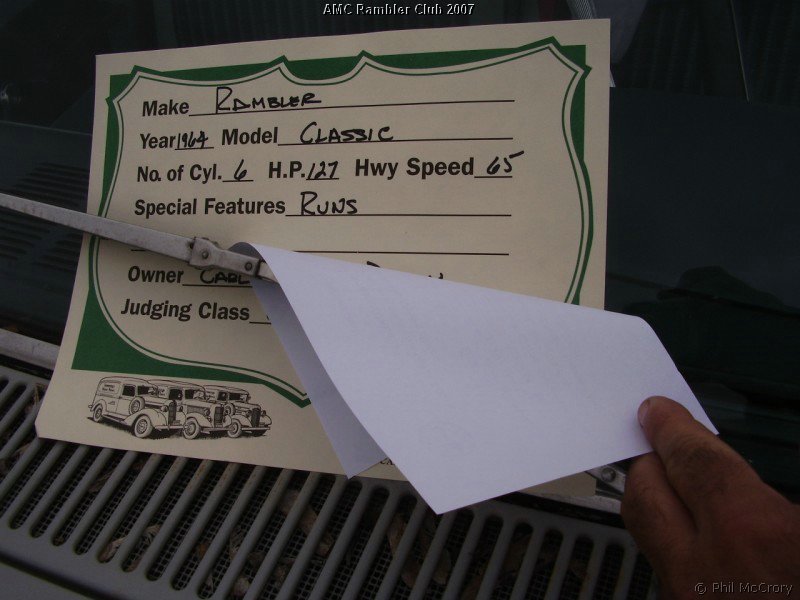 AMC Rambler Club 2007
Make RAMBLER
Year 1964 Model CLASSIC
No. of Cyl. 6 H.P. 127 Hwy Speed 65
Special Features RUNS
Owner
Judging Class
© Phil McCrory